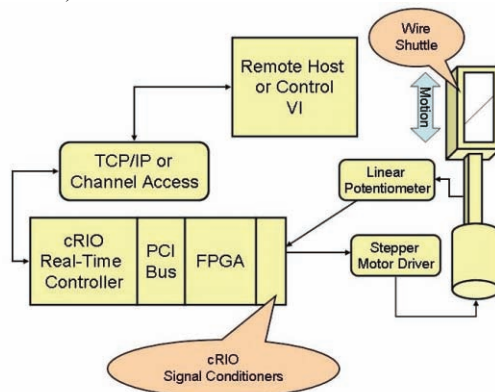 Wire
Shuttle
Remote Host
or Control
VI
Motion
TCP/IP or
Channel Access
Linear
Potentiometer
cRIO
Real-Time
Controller
PCI
Bus
FPGA
Stepper
Motor Driver
cRIO
Signal Conditioners